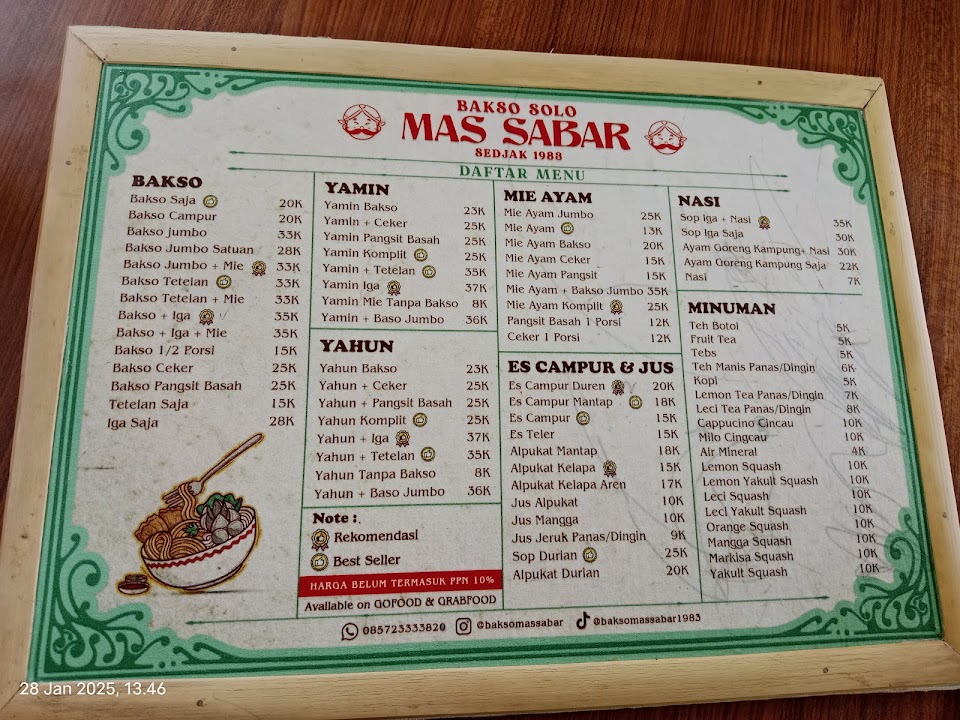 BAKSO SOLO
MAS SABAR
SEDJAK 1988
DAFTAR MENU
BAKSO
Bakso Saja 20K
Bakso Campur 20K
Bakso jumbo 33K
Bakso Jumbo Satuan 28K
Bakso Jumbo + Mie 33K
Bakso Tetelan 33K
Bakso Tetelan + Mie 33K
Bakso + Iga 35K
Bakso + Iga + Mie 35K
Bakso 1/2 Porsi 15K
Bakso Ceker 25K
Bakso Pangsit Basah 25K
Tetelan Saja 15K
Iga Saja 28K
YAMIN
Yamin Bakso 23K
Yamin + Ceker 25K
Yamin Pangsit Basah 25K
Yamin Komplit 25K
Yamin + Tetelan 35K
Yamin Iga 37K
Yamin Mie Tanpa Bakso 8K
Yamin + Baso Jumbo 36K
YAHUN
Yahun Bakso 23K
Yahun + Ceker 25K
Yahun + Pangsit Basah 25K
Yahun Komplit 25K
Yahun + Iga 37K
Yahun + Tetelan 35K
Yahun Tanpa Bakso 8K
Yahun + Baso Jumbo 36K
Note :.
Rekomendasi
Best Seller
HARGA BELUM TERMASUK PPN 10%
Available on GOFOOD & GRABFOOD
MIE AYAM
Mie Ayam Jumbo 25K
Mie Ayam 13K
Mie Ayam Bakso 20K
Mie Ayam Ceker 15K
Mie Ayam Pangsit 15K
Mie Ayam + Bakso Jumbo 35K
Mie Ayam Komplit 25K
Pangsit Basah 1 Porsi 12K
Ceker 1 Porsi 12K
ES CAMPUR & JUS
Es Campur Duren 20K
Es Campur Mantap 18K
Es Campur 15K
Es Teler 15K
Alpukat Mantap 18K
Alpukat Kelapa 15K
Alpukat Kelapa Aren 17K
Jus Alpukat 10K
Jus Mangga 10K
Jus Jeruk Panas/Dingin 9K
Sop Durian 25K
Alpukat Durian 20K
NASI
Sop Iga + Nasi 35K
Sop Iga Saja 30K
Ayam Goreng Kampung+ Nasi 30K
Ayam Goreng Kampung Saja 22K
Nasi 7K
MINUMAN
Teh Botol 5K
Fruit Tea 5K
Tebs 5K
Teh Manis Panas/Dingin 6K
Kopi 5K
Lemon Tea Panas/Dingin 7K
Leci Tea Panas/Dingin 8K
Cappucino Cincau 10K
Milo Cingcau 10K
Air Mineral 4K
Lemon Squash 10K
Lemon Yakult Squash 10K
Leci Squash 10K
Leci Yakult Squash 10K
Orange Squash 10K
Mangga Squash 10K
Markisa Squash 10K
Yakult Squash 10K
085723333820 @baksomassabar @baksomassabar1983
28 Jan 2025, 13.46